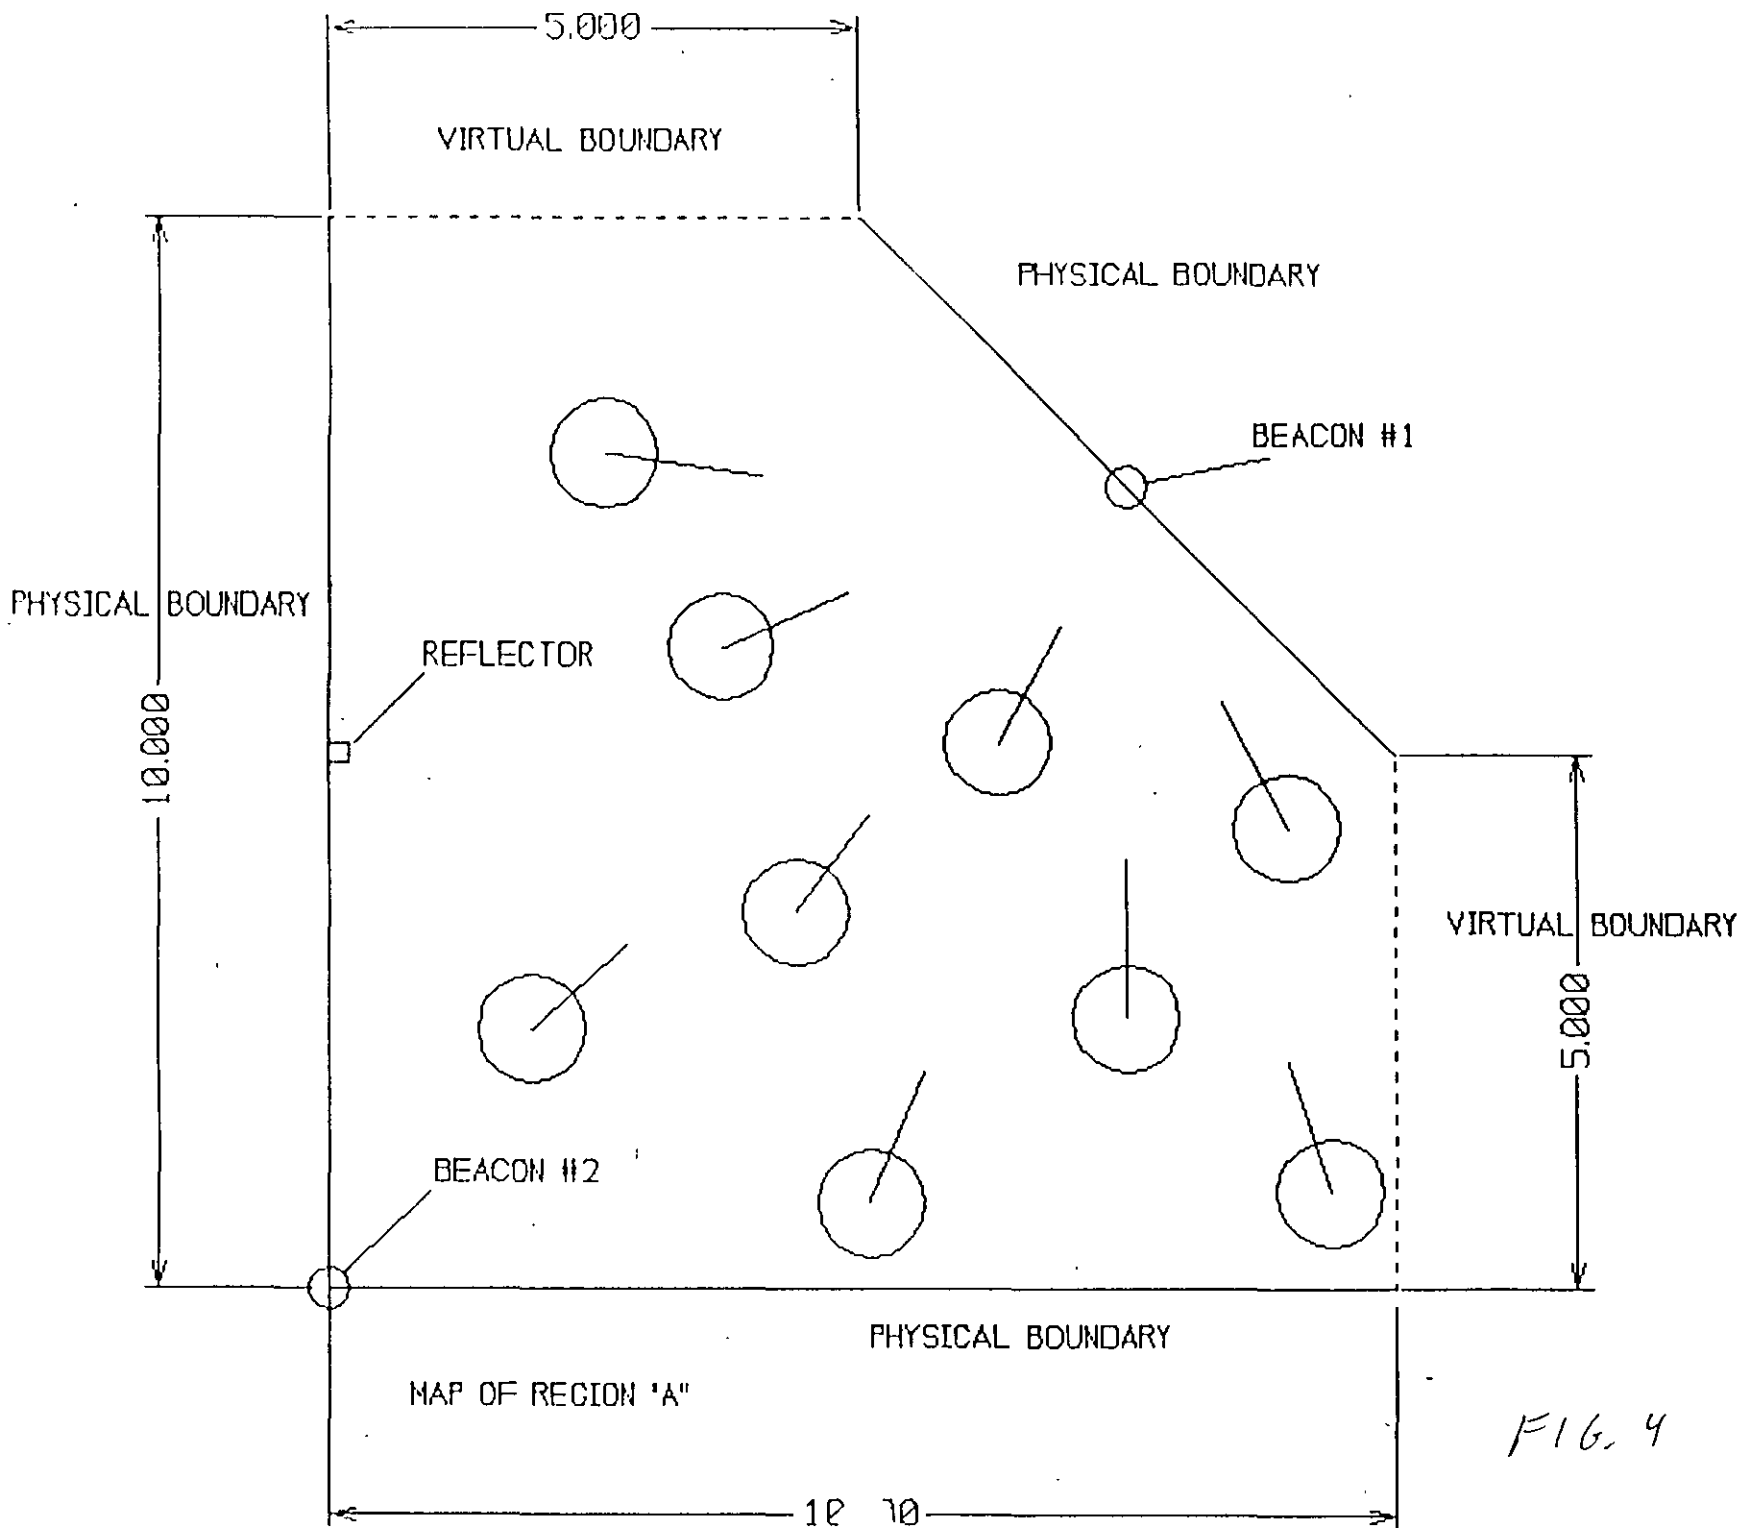 5.000
VIRTUAL BOUNDARY
PHYSICAL BOUNDARY
BEACON #1
PHYSICAL BOUNDARY
REFLECTOR
10.000
VIRTUAL BOUNDARY
5.000
BEACON #2
PHYSICAL BOUNDARY
MAP OF REGION "A"
FIG. 4